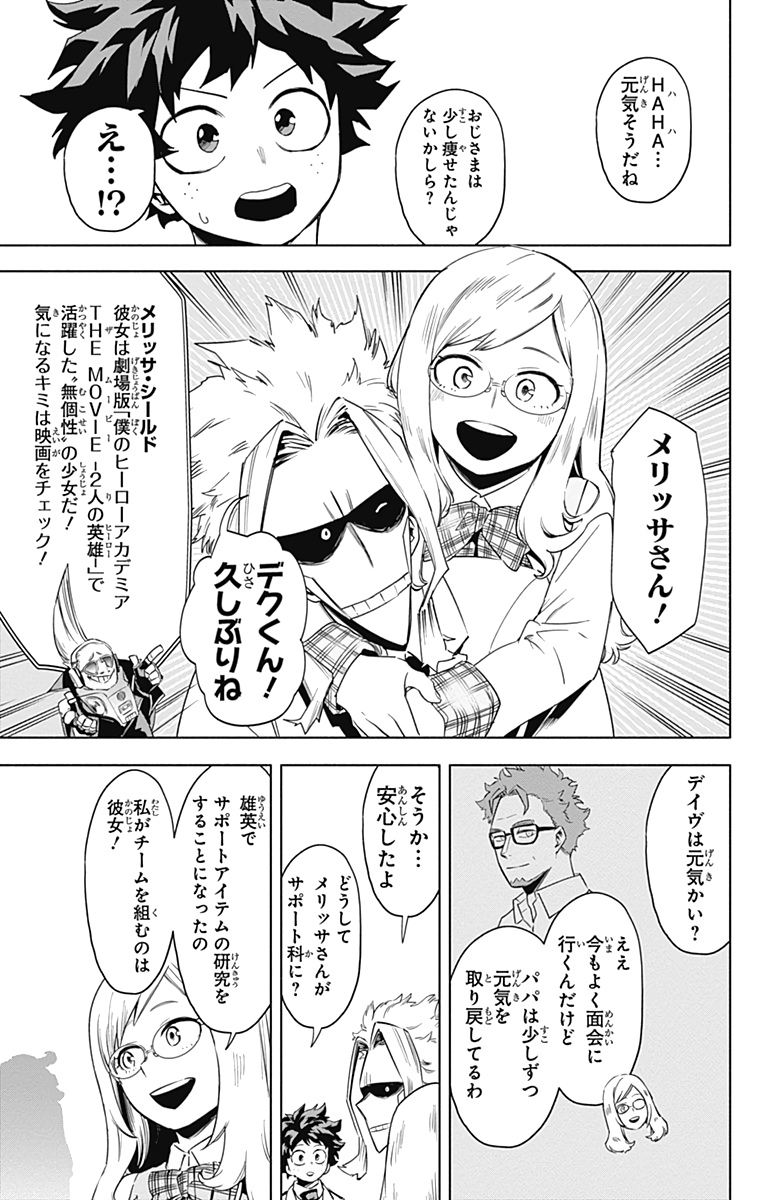 HAHA…
元気そうだね
おじさまは
少し痩せたんじゃ
ないかしら?
え…!?
メリッサさん!
デクくん!
久しぶりね
メリッサ・シールド
彼女は劇場版「僕のヒーローアカデミア
THE MOVIE -2人の英雄-」で
活躍した〝無個性〟の少女だ!
気になるキミは映画をチェック!
デイヴは元気かい?
ええ
今もよく面会に
行くんだけど
パパは少しずつ
元気を
取り戻してるわ
そうか…
安心したよ
どうして
メリッサさんが
サポート科に?
雄英で
サポートアイテムの研究を
することになったの
私がチームを組むのは
彼女!